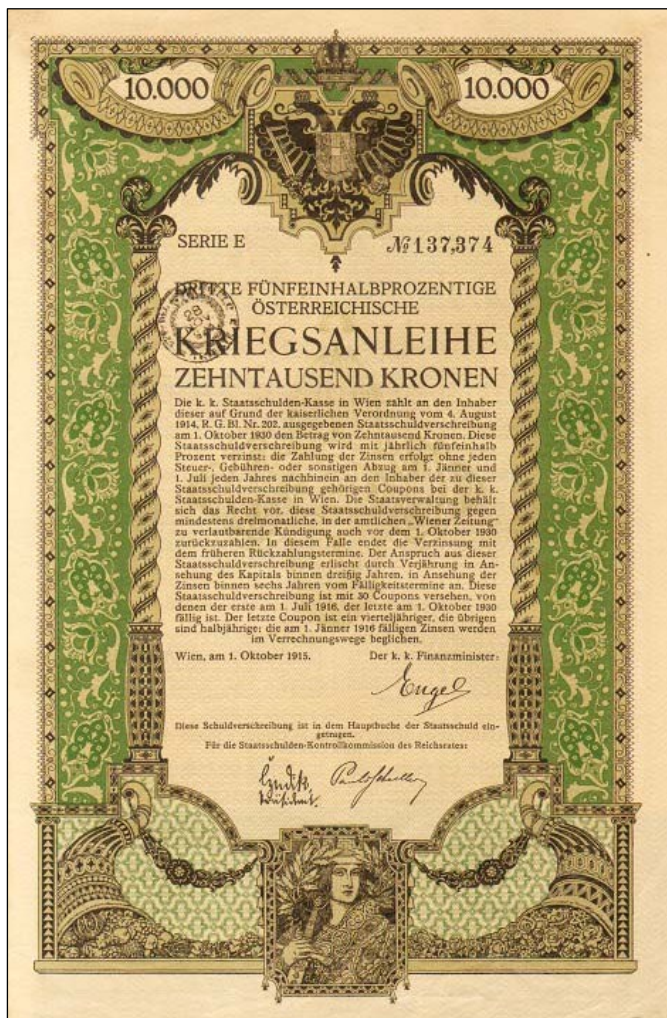 10.000
10.000
SERIE E
№137,374
DRITTE FÜNFEINHALBPROZENTIGE
ÖSTERREICHISCHE
KRIEGSANLEIHE
ZEHNTAUSEND KRONEN
Die k. k. Staatsschulden-Kasse in Wien zahlt an den Inhaber
dieser auf Grund der kaiserlichen Verordnung vom 4. August
1914, R. G. Bl. Nr. 202, ausgegebenen Staatsschuldverschreibung
am 1. Oktober 1930 den Betrag von Zehntausend Kronen. Diese
Staatsschuldverschreibung wird mit jährlich fünfeinhalb
Prozent verzinst; die Zahlung der Zinsen erfolgt ohne jeden
Steuer-, Gebühren- oder sonstigen Abzug am 1. Jänner und
1. Juli jeden Jahres nachhinein an den Inhaber der zu dieser
Staatsschuldverschreibung gehörigen Coupons bei der k. k.
Staatsschulden-Kasse in Wien. Die Staatsverwaltung behält
sich das Recht vor, diese Staatsschuldverschreibung gegen
mindestens dreimonatliche, in der amtlichen „Wiener Zeitung"
zu verlautbarende Kündigung auch vor dem 1. Oktober 1930
zurückzuzahlen. In diesem Falle endet die Verzinsung mit
dem früheren Rückzahlungstermine. Der Anspruch aus dieser
Staatsschuldverschreibung erlischt durch Verjährung in An-
sehung des Kapitals binnen dreißig Jahren, in Ansehung der
Zinsen binnen sechs Jahren vom Fälligkeitstermine an. Diese
Staatsschuldverschreibung ist mit 30 Coupons versehen, von
denen der erste am 1. Juli 1916, der letzte am 1. Oktober 1930
fällig ist. Der letzte Coupon ist ein vierteljähriger, die übrigen
sind halbjährige; die am 1. Jänner 1916 fälligen Zinsen werden
im Verrechnungswege beglichen.
Wien, am 1. Oktober 1915.
Der k. k. Finanzminister:
Engel
Diese Schuldverschreibung ist in dem Hauptbuche der Staatsschuld ein-
getragen.
Für die Staatsschulden-Kontrollkommission des Reichsrates:
Präsident.